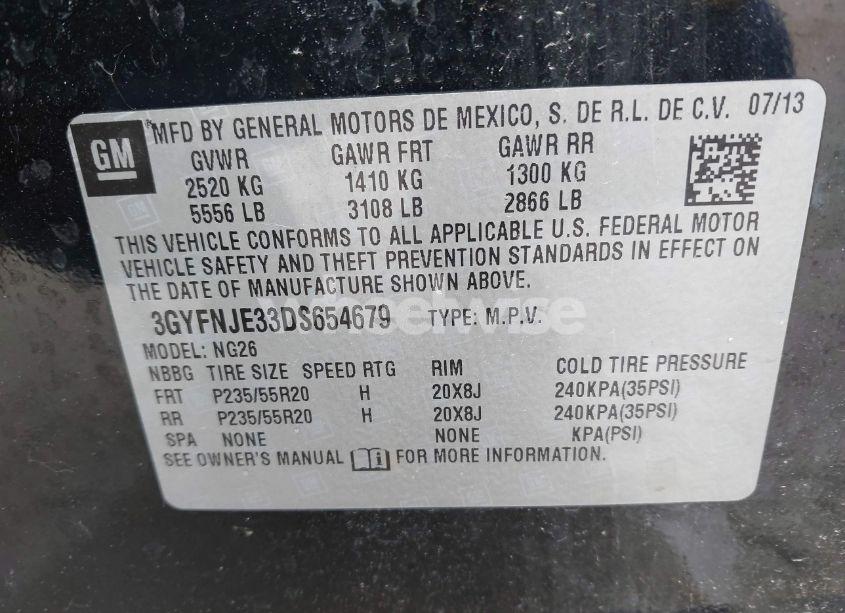 GM
MFD BY GENERAL MOTORS DE MEXICO, S. DE R.L. DE C.V. 07/13
GVWR GAWR FRT GAWR RR
2520 KG 1410 KG 1300 KG
5556 LB 3108 LB 2866 LB
THIS VEHICLE CONFORMS TO ALL APPLICABLE U.S. FEDERAL MOTOR
VEHICLE SAFETY AND THEFT PREVENTION STANDARDS IN EFFECT ON
THE DATE OF MANUFACTURE SHOWN ABOVE.
3GYFNJE33DS654679 TYPE: M.P.V.
wheelwise
MODEL: NG26
NBBG TIRE SIZE SPEED RTG RIM COLD TIRE PRESSURE
FRT P235/55R20 H 20X8J 240KPA(35PSI)
RR P235/55R20 H 20X8J 240KPA(35PSI)
SPA NONE NONE KPA(PSI)
SEE OWNER'S MANUAL FOR MORE INFORMATION.